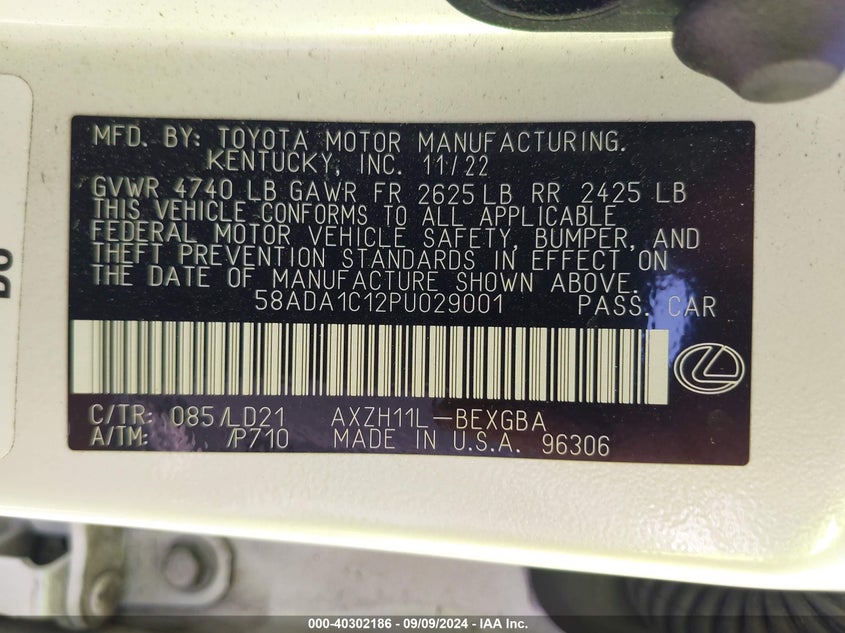 MFD. BY: TOYOTA MOTOR MANUFACTURING.
KENTUCKY, INC. 11/22
GVWR 4740 LB GAWR FR 2625 LB RR 2425 LB
THIS VEHICLE CONFORMS TO ALL APPLICABLE
FEDERAL MOTOR VEHICLE SAFETY, BUMPER, AND
THEFT PREVENTION STANDARDS IN EFFECT ON
THE DATE OF MANUFACTURE SHOWN ABOVE.
58ADA1C12PU029001 PASS. CAR
C/TR: 085/LD21 AXZH11L-BEXGBA
A/TM: /P710 MADE IN U.S.A. 96306
000-40302186 - 09/09/2024 - IAA Inc.